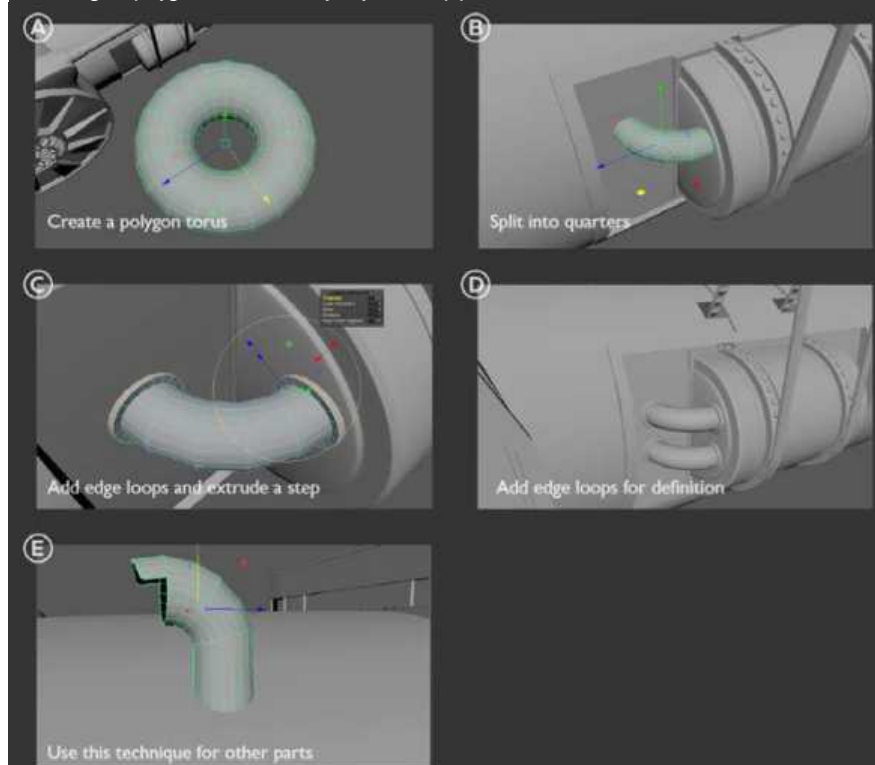 A
Create a polygon torus
B
Split into quarters
C
Add edge loops and extrude a step
D
Add edge loops for definition
E
Use this technique for other parts